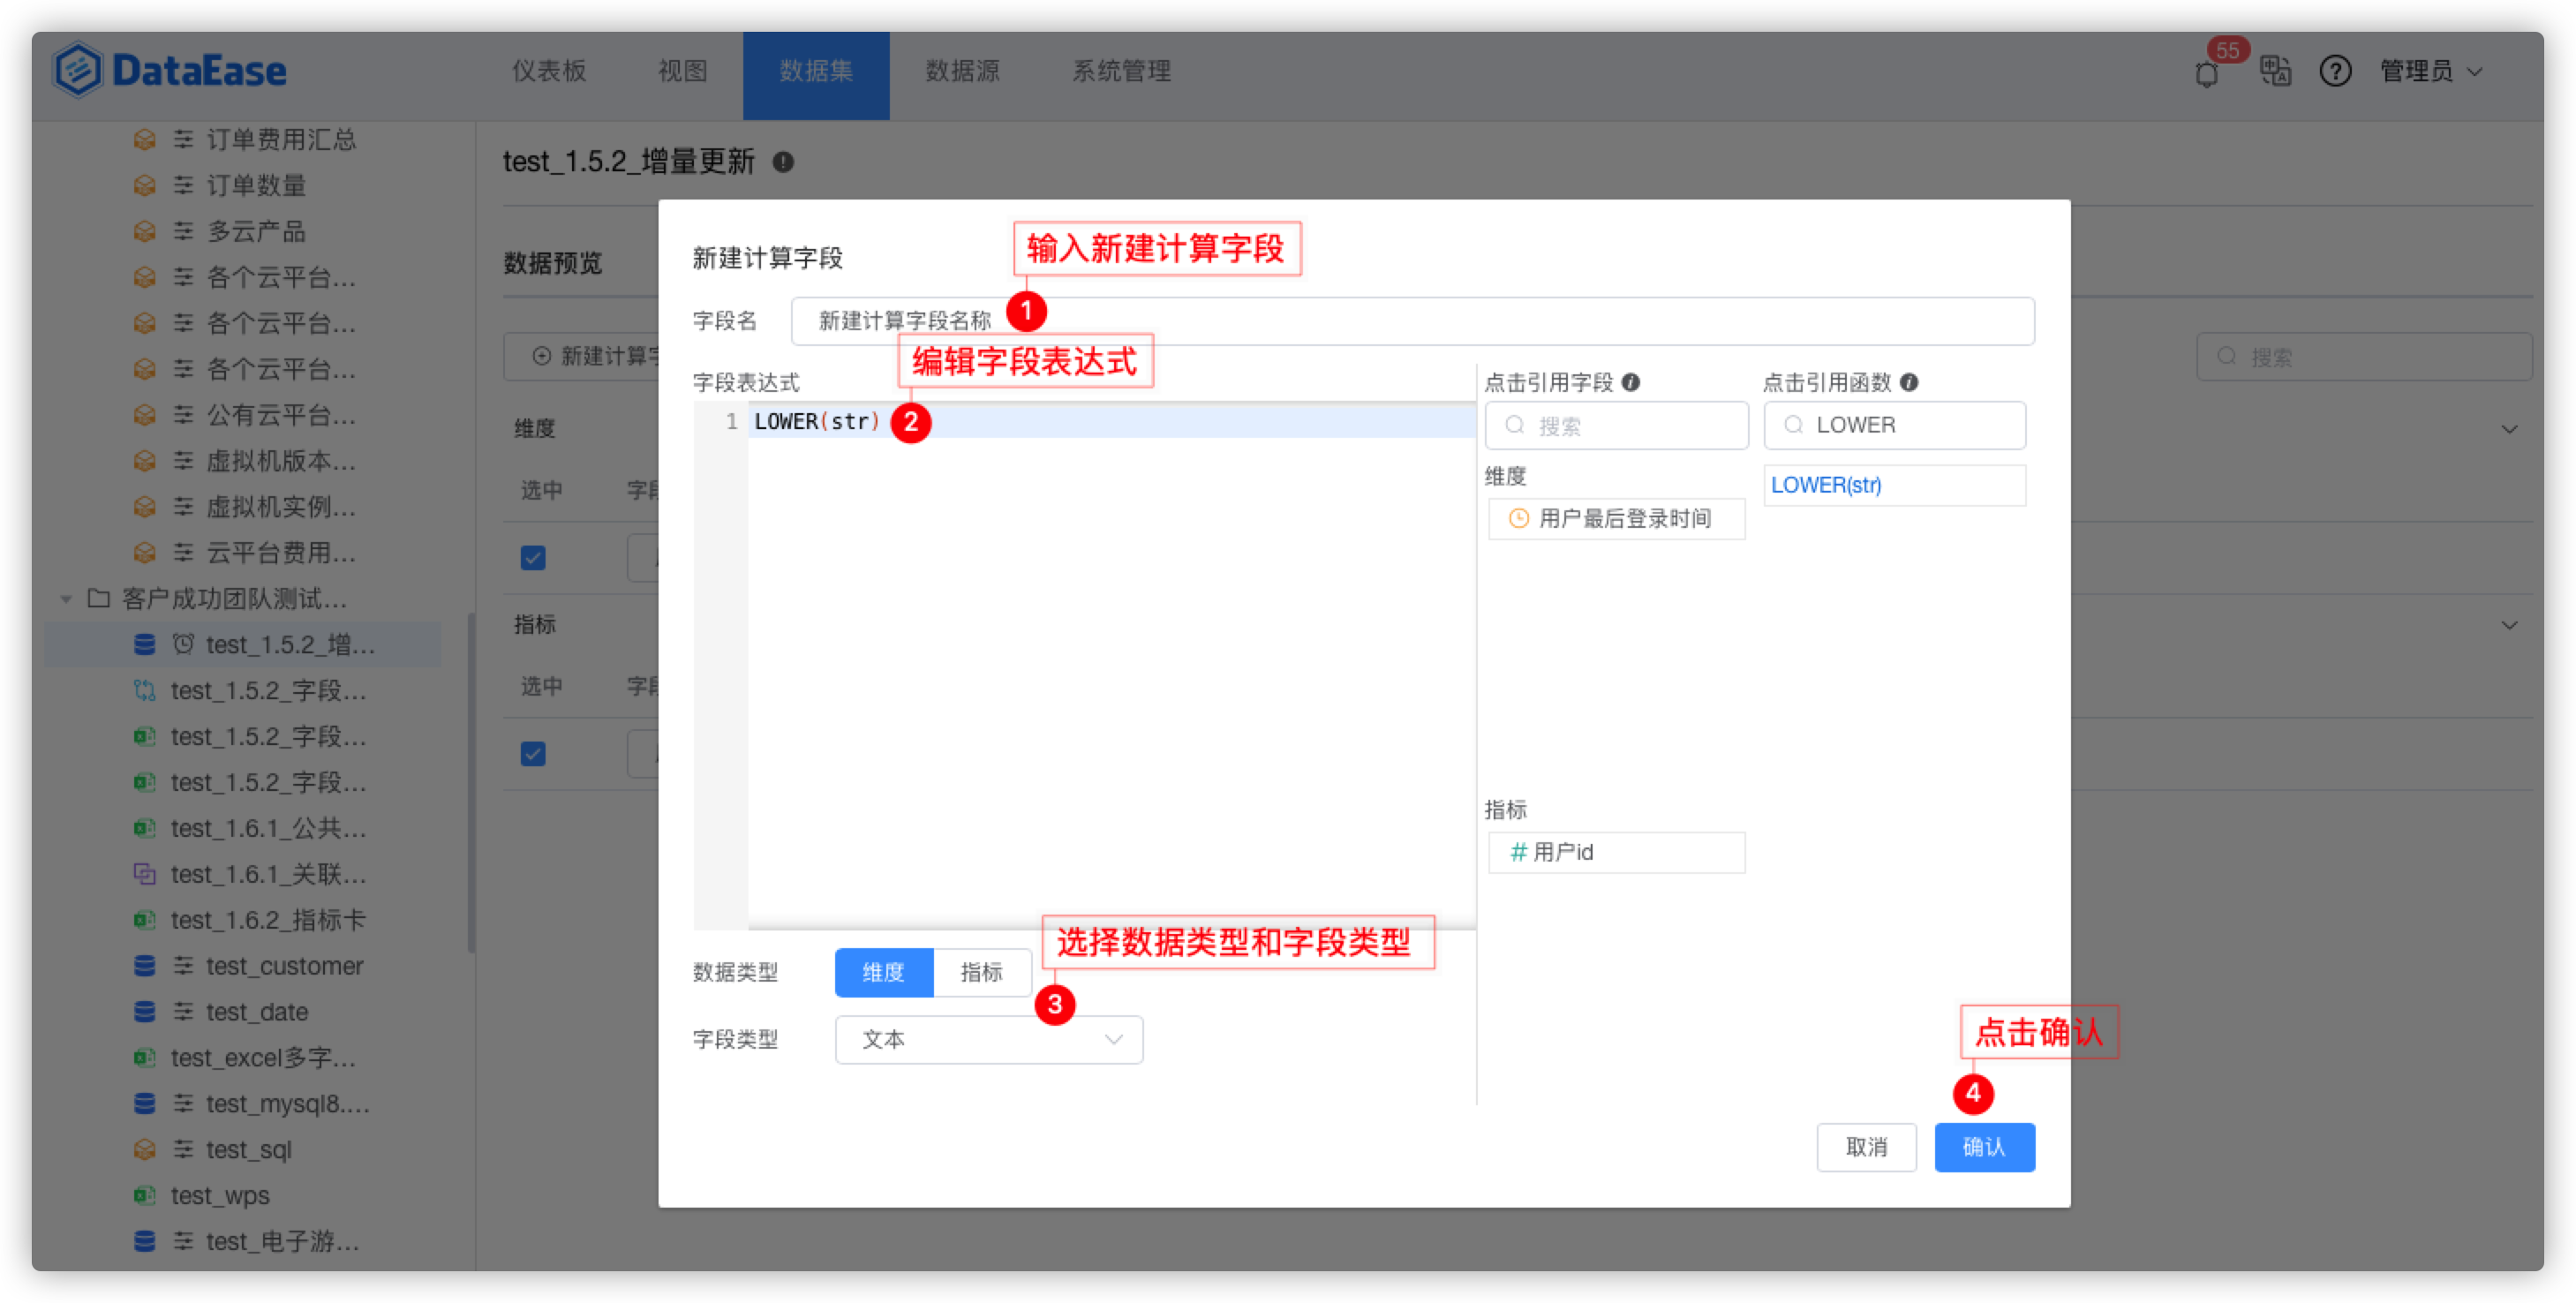 DataEase
仪表板
视图
数据集
数据源
系统管理
55
管理员
订单费用汇总
订单数量
多云产品
各个云平台...
各个云平台...
各个云平台...
公有云平台...
虚拟机版本...
虚拟机实例...
云平台费用...
客户成功团队测试...
test_1.5.2_增...
test_1.5.2_字段...
test_1.5.2_字段...
test_1.5.2_字段...
test_1.6.1_公共...
test_1.6.1_关联...
test_1.6.2_指标卡
test_customer
test_date
test_excel多字...
test_mysql8....
test_sql
test_wps
test_电子游...
test_1.5.2_增量更新
数据预览
新建计算字
搜索
维度
选中
字段
指标
选中
字段
新建计算字段
输入新建计算字段
1
字段名
新建计算字段名称
编辑字段表达式
2
字段表达式
1
LOWER(str)
点击引用字段
搜索
维度
用户最后登录时间
指标
# 用户id
点击引用函数
LOWER
LOWER(str)
选择数据类型和字段类型
3
数据类型
维度
指标
字段类型
文本
点击确认
4
取消
确认